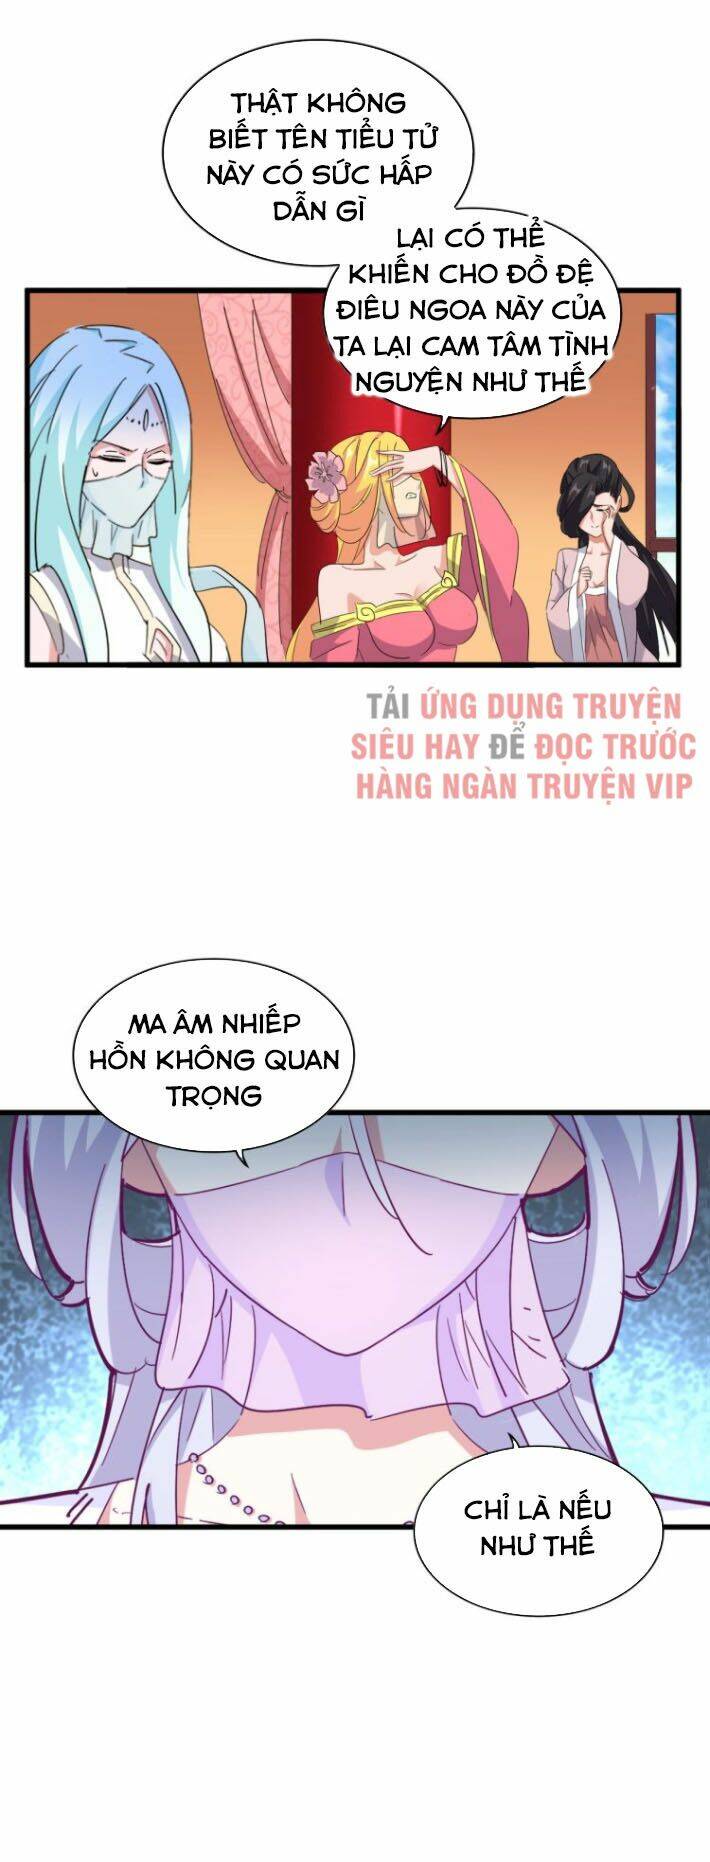 THẬT KHÔNG
BIẾT TÊN TIỂU TỬ
NÀY CÓ SỨC HẤP
DẪN GÌ
LẠI CÓ THỂ
KHIẾN CHO ĐỒ ĐỆ
ĐIÊU NGOA NÀY CỦA
TA LẠI CAM TÂM TÌNH
NGUYỆN NHƯ THẾ
TẢI ỨNG DỤNG TRUYỆN
SIÊU HAY ĐỂ ĐỌC TRƯỚC
HÀNG NGÀN TRUYỆN VIP
MA ÂM NHIẾP
HỒN KHÔNG QUAN
TRỌNG
CHỈ LÀ NẾU
NHƯ THẾ